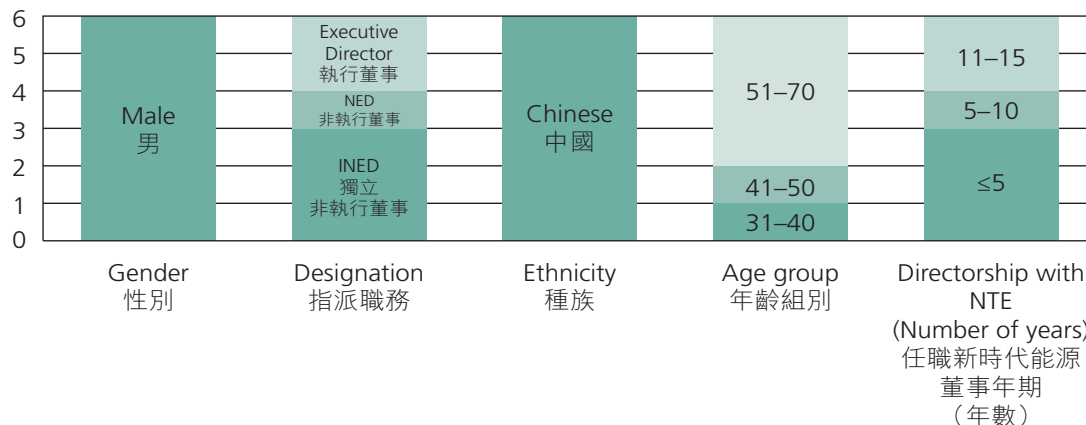 6
5
4
3
2
1
0
Male
男
Executive
Director
執行董事
NED
非執行董事
INED
獨立
非執行董事
Chinese
中國
51–70
41–50
31–40
11–15
5–10
≤5
Gender
性別
Designation
指派職務
Ethnicity
種族
Age group
年齡組別
Directorship with
NTE
(Number of years)
任職新時代能源
董事年期
（年數）